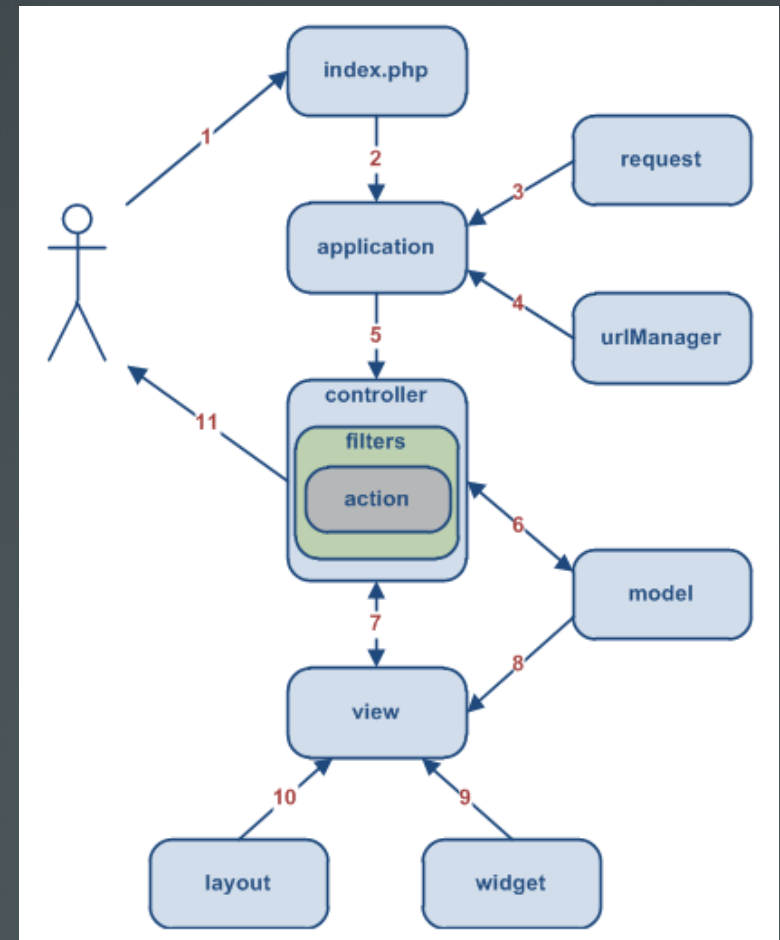 index.php
1
2
request
3
application
4
urlManager
5
controller
filters
11
action
6
model
7
8
view
10
9
layout
widget